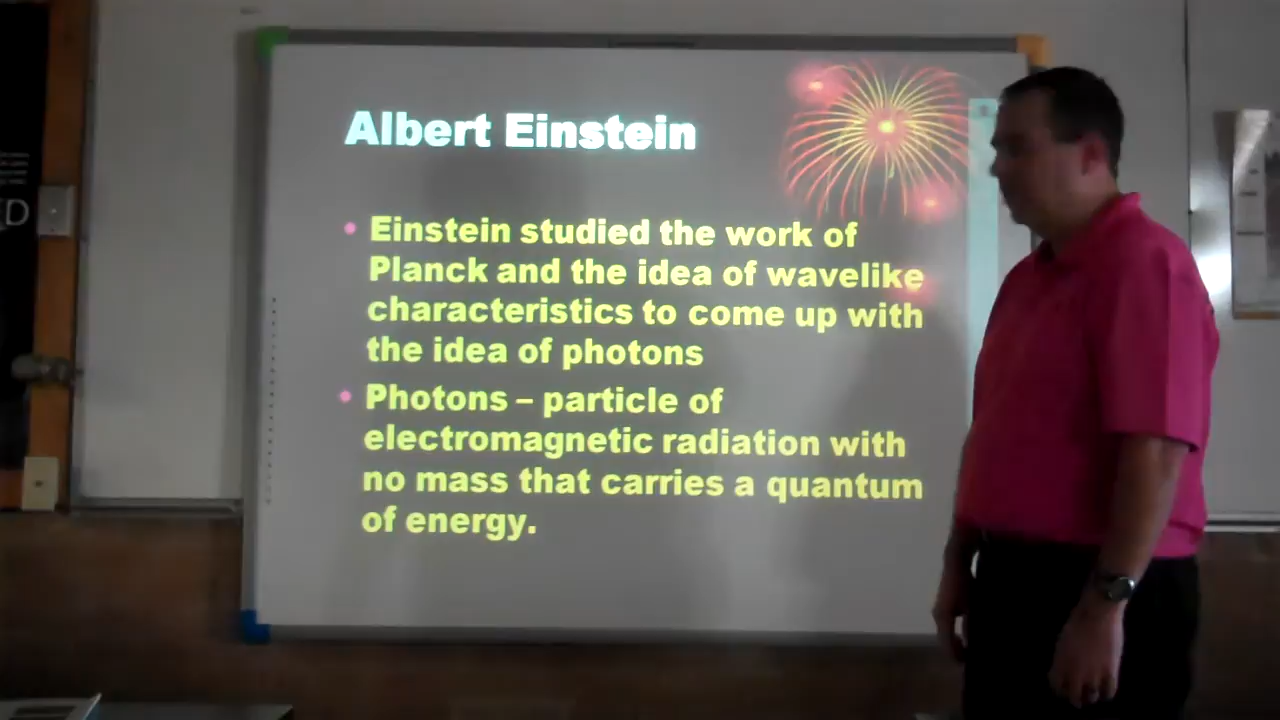 Albert Einstein
• Einstein studied the work of
Planck and the idea of wavelike
characteristics to come up with
the idea of photons
• Photons – particle of
electromagnetic radiation with
no mass that carries a quantum
of energy.